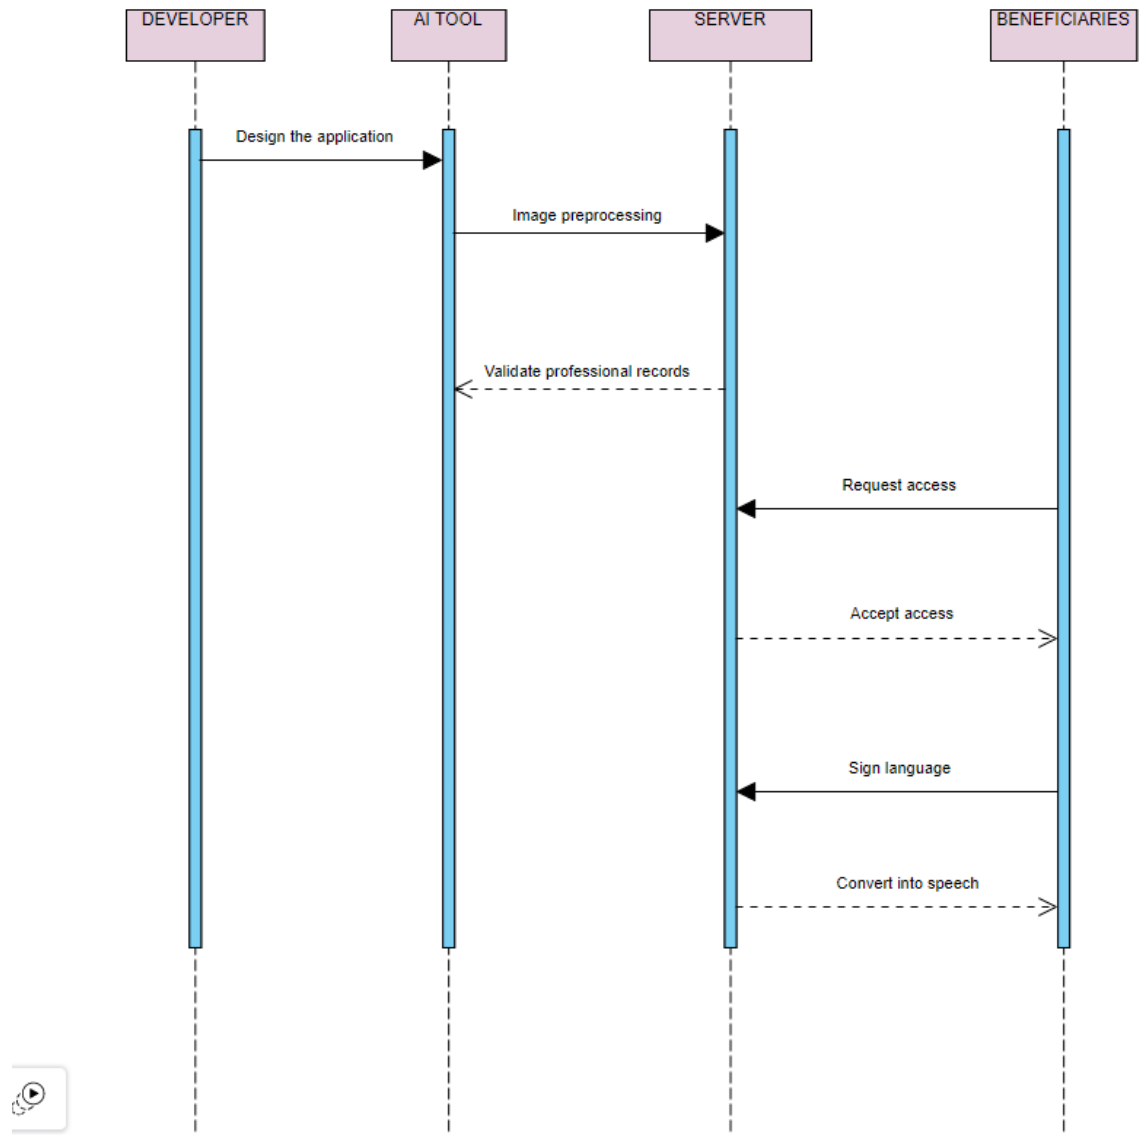 DEVELOPER
AI TOOL
SERVER
BENEFICIARIES
Design the application
Image preprocessing
Validate professional records
Request access
Accept access
Sign language
Convert into speech